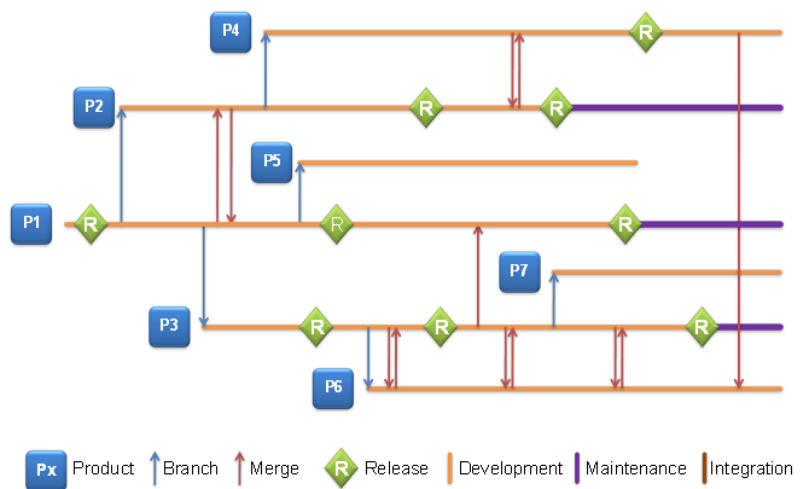 P4
R
P2
R
R
P5
P1
R
R
R
P7
P3
R
R
R
P6
Px Product Branch Merge R Release Development Maintenance Integration